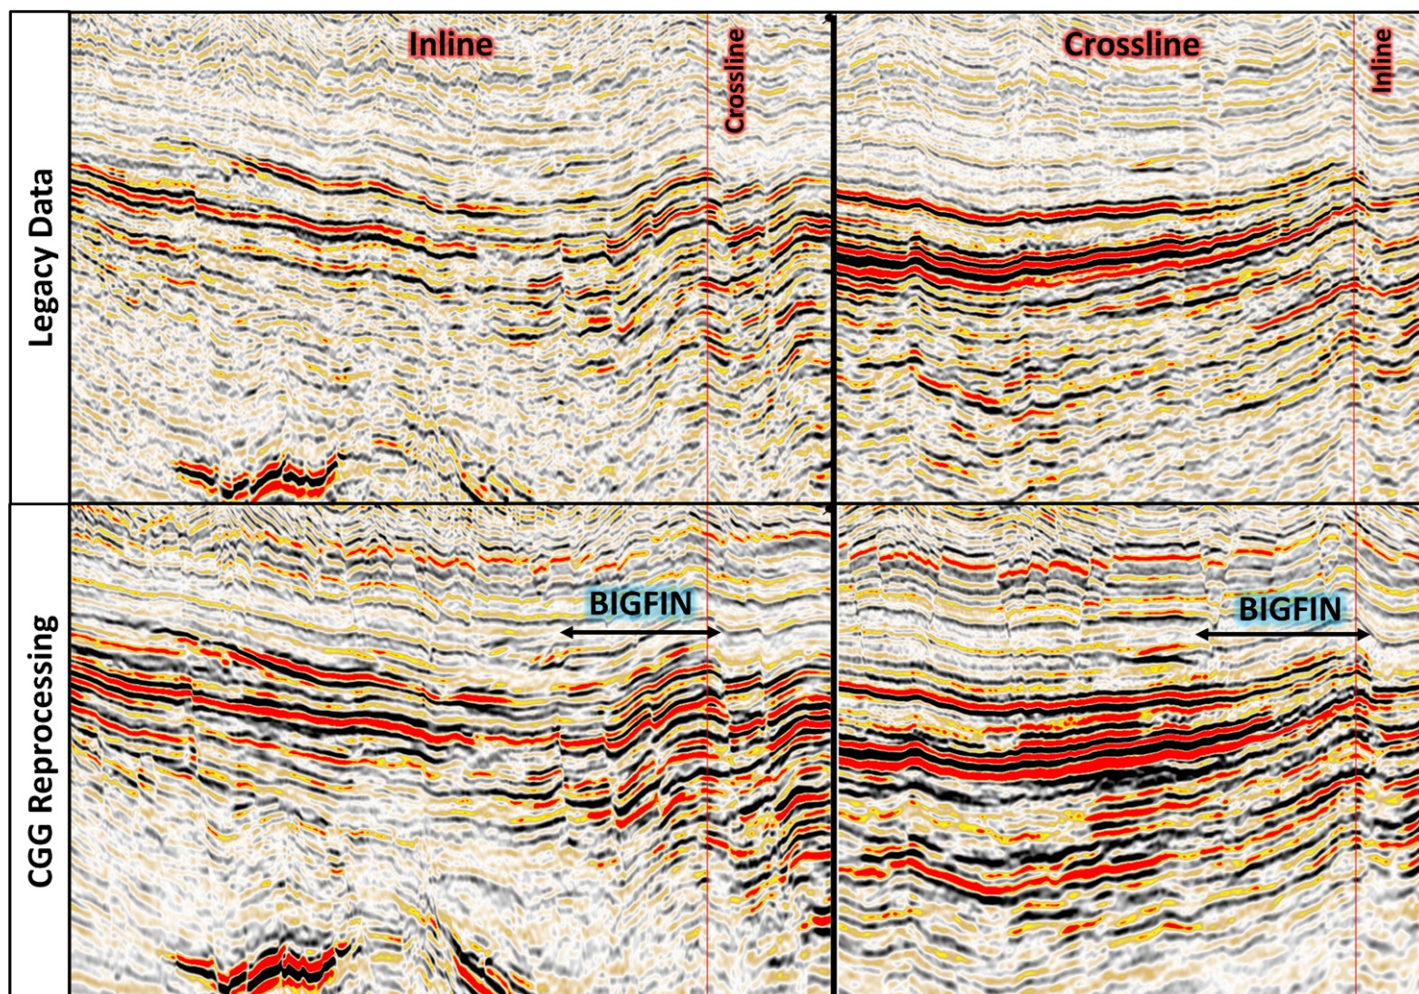 Inline
Crossline
Crossline
Inline
Legacy Data
BIGFIN
BIGFIN
CGG Reprocessing